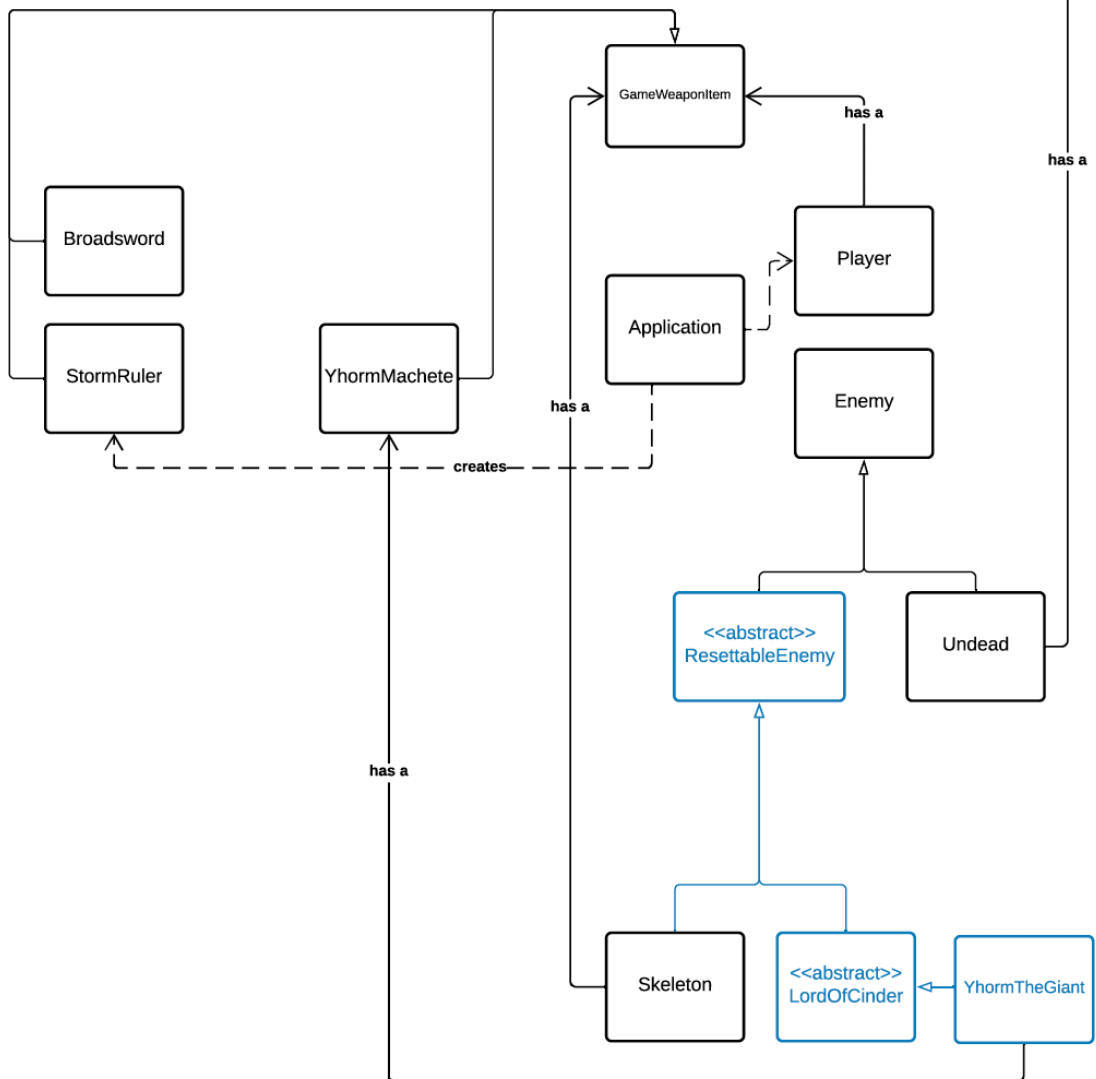 GameWeaponItem
has a
has a
Broadsword
Player
Application
StormRuler
YhormMachete
Enemy
has a
creates
<<abstract>>
ResettableEnemy
Undead
has a
Skeleton
<<abstract>>
LordOfCinder
YhormTheGiant